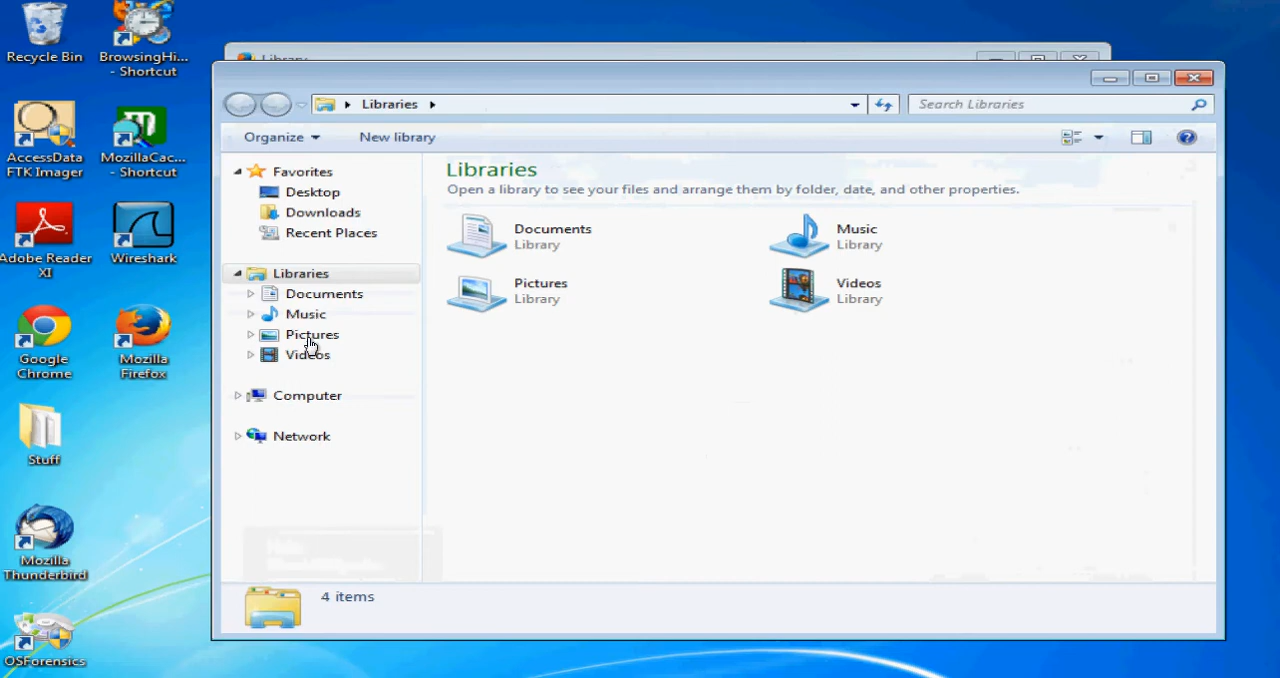 Recycle Bin
BrowsingHi...
- Shortcut
AccessData
FTK Imager
MozillaCac...
- Shortcut
Adobe Reader
XI
Wireshark
Google
Chrome
Mozilla
Firefox
Stuff
Mozilla
Thunderbird
OSForensics
Library
Libraries
Search Libraries
Organize
New library
Favorites
Desktop
Downloads
Recent Places
Libraries
Documents
Music
Pictures
Videos
Computer
Network
Libraries
Open a library to see your files and arrange them by folder, date, and other properties.
Documents
Library
Music
Library
Pictures
Library
Videos
Library
4 items